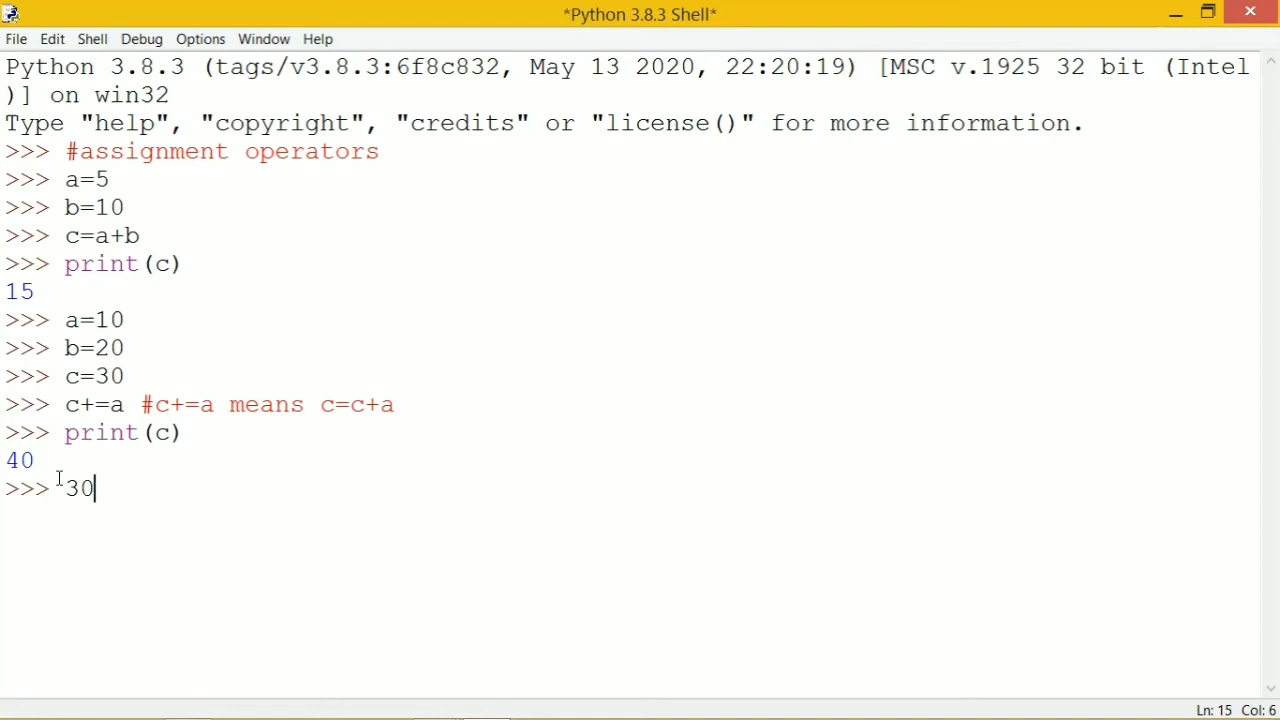 *Python 3.8.3 Shell*
File Edit Shell Debug Options Window Help
Python 3.8.3 (tags/v3.8.3:6f8c832, May 13 2020, 22:20:19) [MSC v.1925 32 bit (Intel
)] on win32
Type "help", "copyright", "credits" or "license()" for more information.
>>> #assignment operators
>>> a=5
>>> b=10
>>> c=a+b
>>> print(c)
15
>>> a=10
>>> b=20
>>> c=30
>>> c+=a #c+=a means c=c+a
>>> print(c)
40
>>> 30
Ln: 15 Col: 6